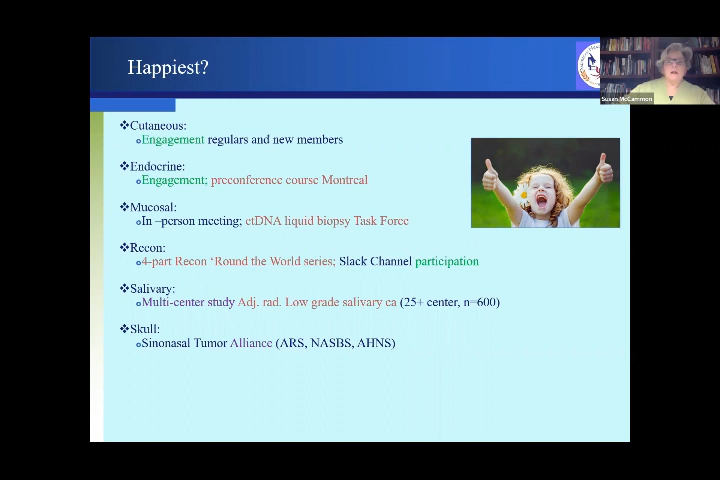 Happiest?
Susan McCammon
❖Cutaneous:
Engagement regulars and new members
❖Endocrine:
Engagement; preconference course Montreal
❖Mucosal:
In –person meeting; ctDNA liquid biopsy Task Force
❖Recon:
4-part Recon ‘Round the World series; Slack Channel participation
❖Salivary:
Multi-center study Adj. rad. Low grade salivary ca (25+ center, n=600)
❖Skull:
Sinonasal Tumor Alliance (ARS, NASBS, AHNS)